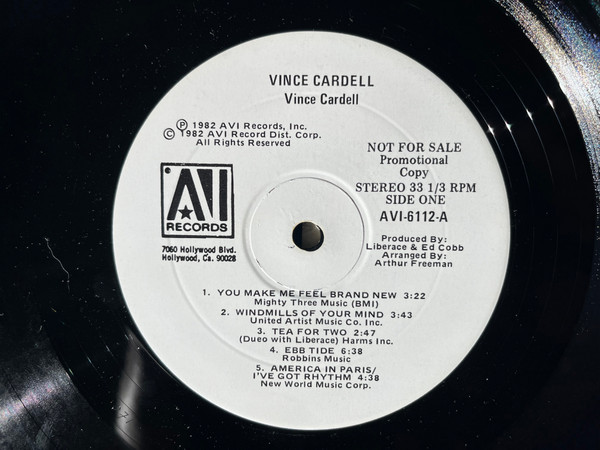 VINCE CARDELL
Vince Cardell
℗ 1982 AVI Records, Inc.
© 1982 AVI Record Dist. Corp.
All Rights Reserved
NOT FOR SALE
Promotional
Copy
STEREO 33 1/3 RPM
SIDE ONE
AVI-6112-A
AVI
RECORDS
7060 Hollywood Blvd.
Hollywood, Ca. 90028
Produced By:
Liberace & Ed Cobb
Arranged By:
Arthur Freeman
1. YOU MAKE ME FEEL BRAND NEW 3:22
Mighty Three Music (BMI)
2. WINDMILLS OF YOUR MIND 3:43
United Artist Music Co. Inc.
3. TEA FOR TWO 2:47
(Dueo with Liberace) Harms Inc.
4. EBB TIDE 6:38
Robbins Music
5. AMERICA IN PARIS/
I'VE GOT RHYTHM 4:38
New World Music Corp.